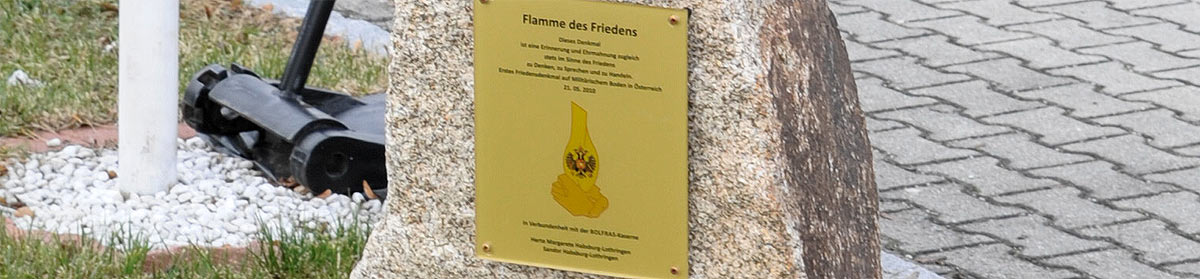 Flamme des Friedens
Dieses Denkmal
ist eine Erinnerung und Ehrmahnung zugleich
stets im Sinne des Friedens
zu Denken, zu Sprechen und zu Handeln.
Erstes Friedensdenkmal auf Militärischem Boden in Österreich
21. 05. 2010
In Verbundenheit mit der BOLFRAS-Kaserne
Herta Margarete Habsburg-Lothringen
Sandor Habsburg-Lothringen